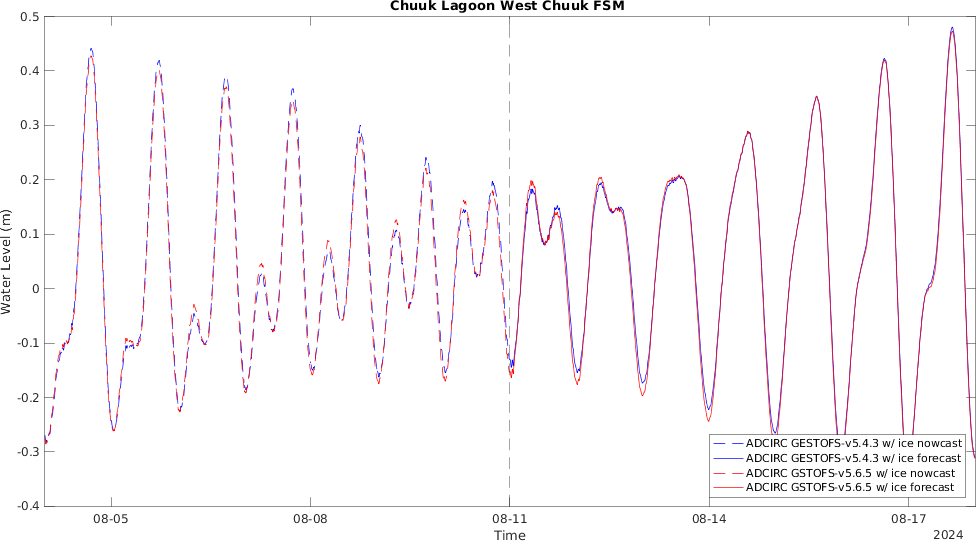 Chuuk Lagoon West Chuuk FSM
0.5
0.4
0.3
0.2
0.1
0
-0.1
-0.2
-0.3
-0.4
Water Level (m)
ADCIRC GESTOFS-v5.4.3 w/ ice nowcast
ADCIRC GESTOFS-v5.4.3 w/ ice forecast
ADCIRC GSTOFS-v5.6.5 w/ ice nowcast
ADCIRC GSTOFS-v5.6.5 w/ ice forecast
08-05 08-08 08-11 08-14 08-17
Time
2024